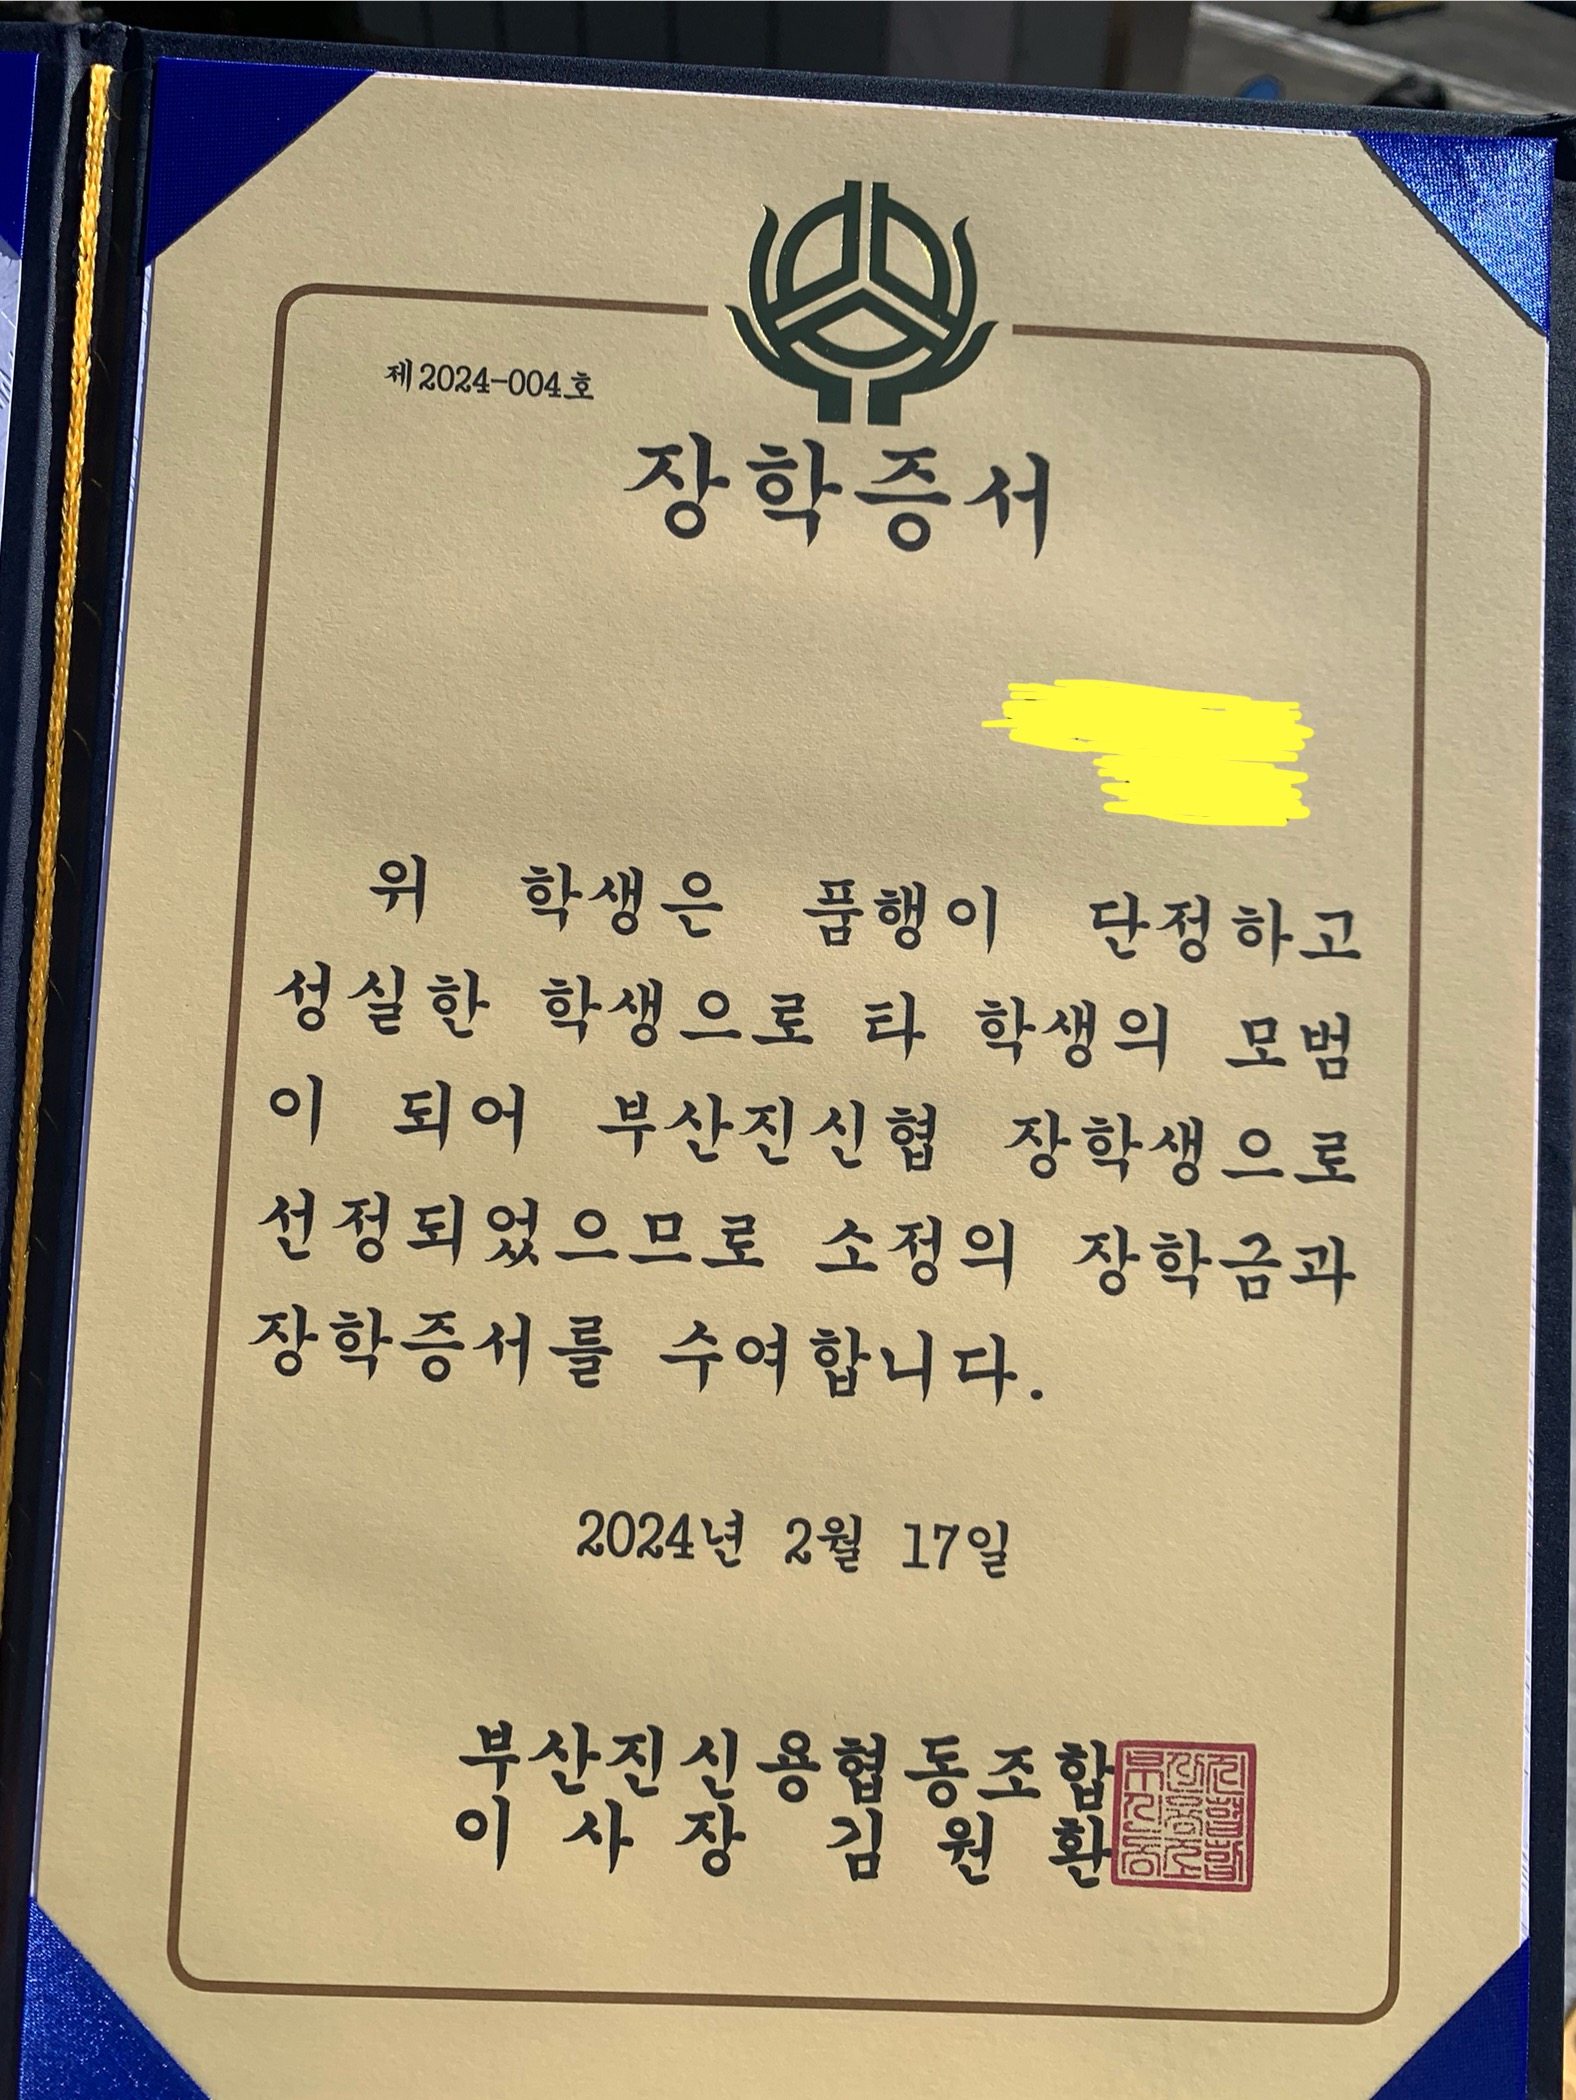 제2024-004호
장학증서
위 학생은 품행이 단정하고
성실한 학생으로 타 학생의 모범
이 되어 부산진신협 장학생으로
선정되었으므로 소정의 장학금과
장학증서를 수여합니다.
2024년 2월 17일
부산진신용협동조합
이사장 김원환